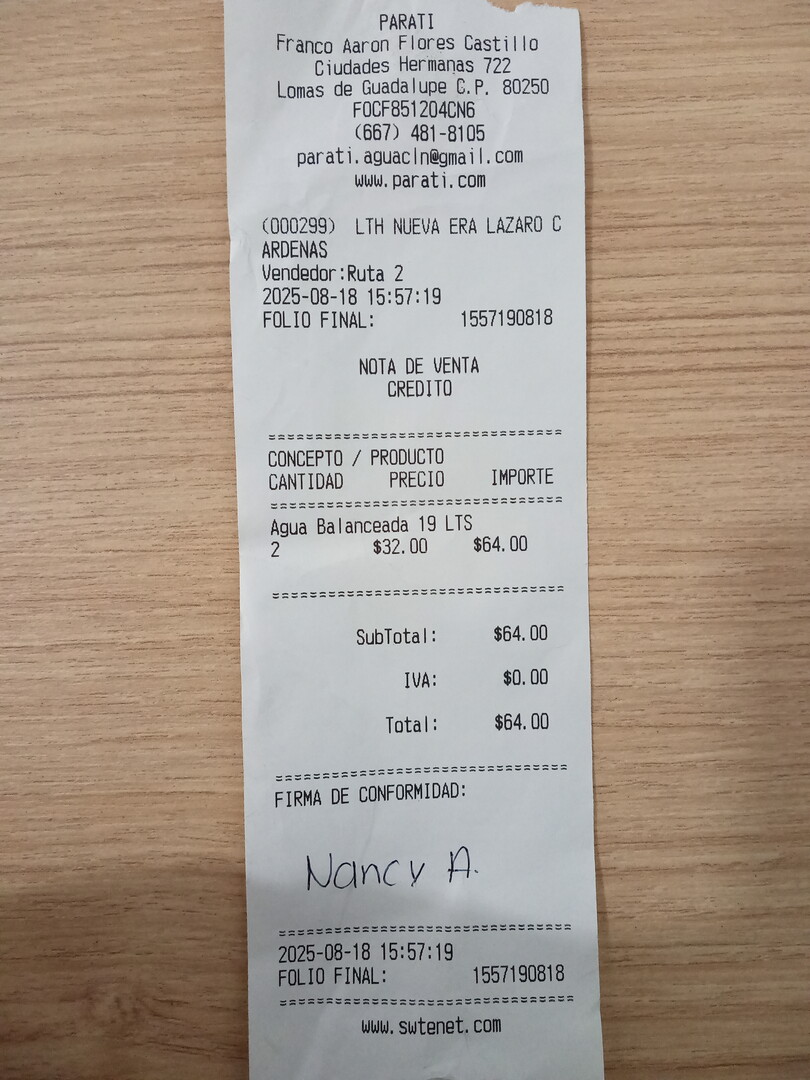 PARATI
Franco Aaron Flores Castillo
Ciudades Hermanas 722
Lomas de Guadalupe C.P. 80250
FOCF851204CN6
(667) 481-8105
parati.aguacln@gmail.com
www.parati.com
(000299) LTH NUEVA ERA LAZARO C
ARDENAS
Vendedor:Ruta 2
2025-08-18 15:57:19
FOLIO FINAL: 1557190818
NOTA DE VENTA
CREDITO
CONCEPTO / PRODUCTO
CANTIDAD PRECIO IMPORTE
Agua Balanceada 19 LTS
2 $32.00 $64.00
SubTotal: $64.00
IVA: $0.00
Total: $64.00
FIRMA DE CONFORMIDAD:
Nancy A.
2025-08-18 15:57:19
FOLIO FINAL: 1557190818
www.swtenet.com